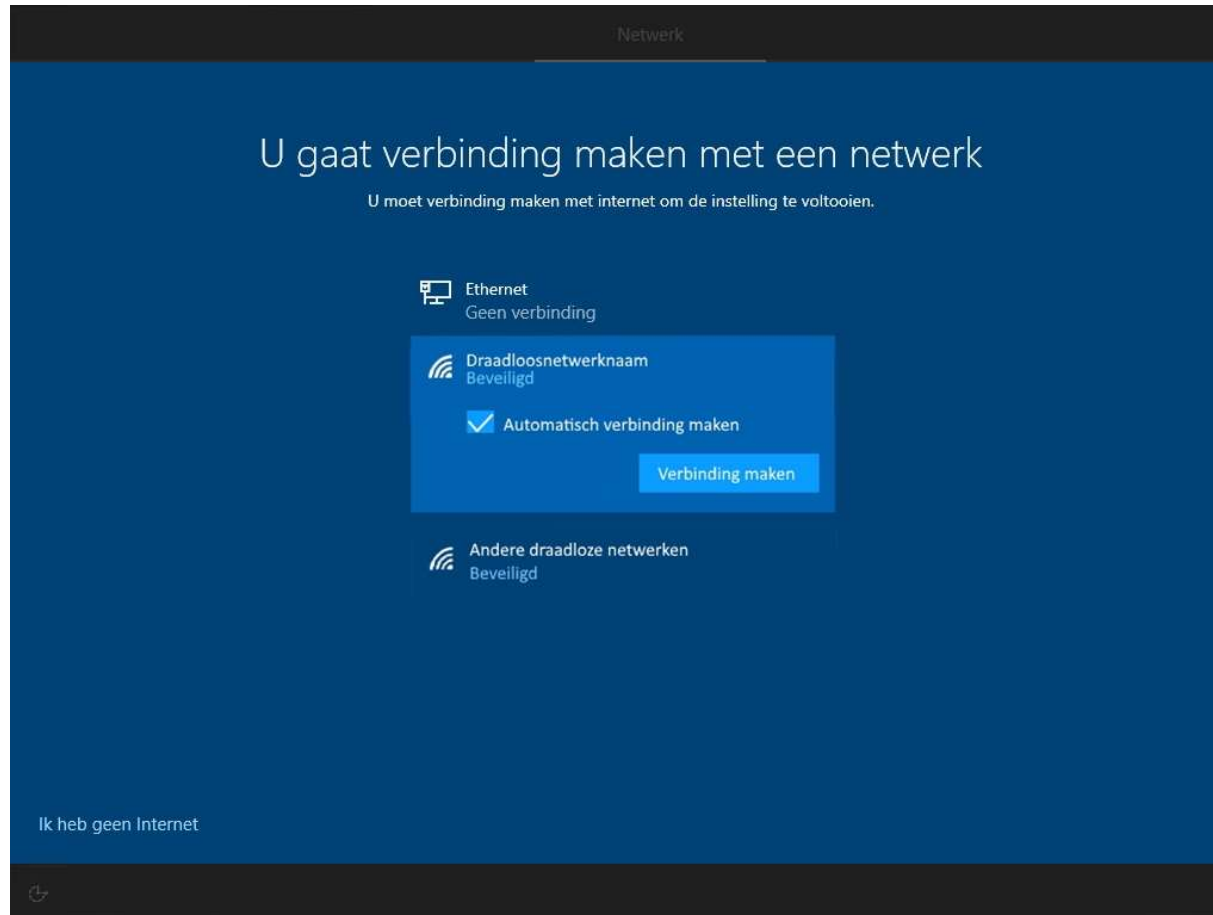 Netwerk
U gaat verbinding maken met een netwerk
U moet verbinding maken met internet om de instelling te voltooien.
Ethernet
Geen verbinding
Draadloosnetwerknaam
Beveiligd
Automatisch verbinding maken
Verbinding maken
Andere draadloze netwerken
Beveiligd
Ik heb geen Internet